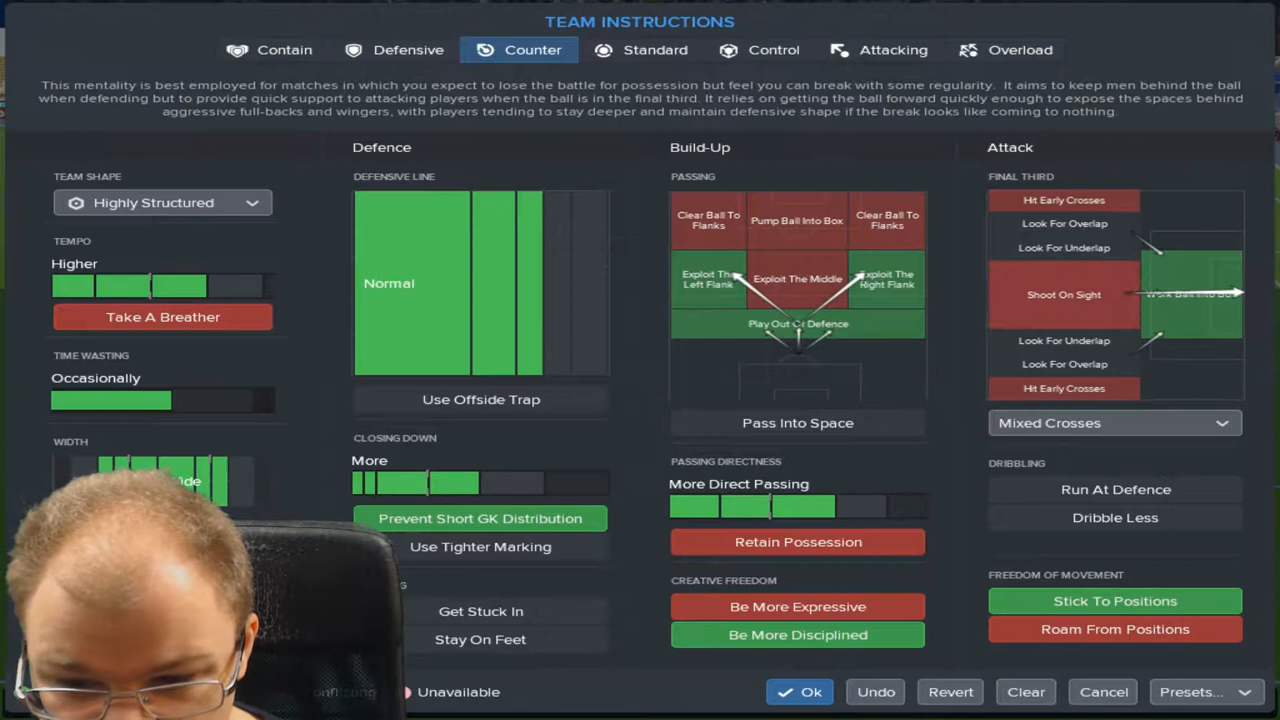 TEAM INSTRUCTIONS
Contain
Defensive
Counter
Standard
Control
Attacking
Overload
This mentality is best employed for matches in which you expect to lose the battle for possession but feel you can break with some regularity. It aims to keep men behind the ball
when defending but to provide quick support to attacking players when the ball is in the final third. It relies on getting the ball forward quickly enough to expose the spaces behind
aggressive full-backs and wingers, with players tending to stay deeper and maintain defensive shape if the break looks like coming to nothing.
TEAM SHAPE
Highly Structured
TEMPO
Higher
Take A Breather
TIME WASTING
Occasionally
WIDTH
Defence
DEFENSIVE LINE
Normal
Use Offside Trap
CLOSING DOWN
More
Prevent Short GK Distribution
Use Tighter Marking
Get Stuck In
Stay On Feet
Build-Up
PASSING
Clear Ball To
Flanks
Pump Ball Into Box
Clear Ball To
Flanks
Exploit The
Left Flank
Exploit The Middle
Exploit The
Right Flank
Play Out Of Defence
Pass Into Space
PASSING DIRECTNESS
More Direct Passing
Retain Possession
CREATIVE FREEDOM
Be More Expressive
Be More Disciplined
Attack
FINAL THIRD
Hit Early Crosses
Look For Overlap
Look For Underlap
Shoot On Sight
Work Ball Into Box
Look For Underlap
Look For Overlap
Hit Early Crosses
Mixed Crosses
DRIBBLING
Run At Defence
Dribble Less
FREEDOM OF MOVEMENT
Stick To Positions
Roam From Positions
Unavailable
Ok
Undo
Revert
Clear
Cancel
Presets...